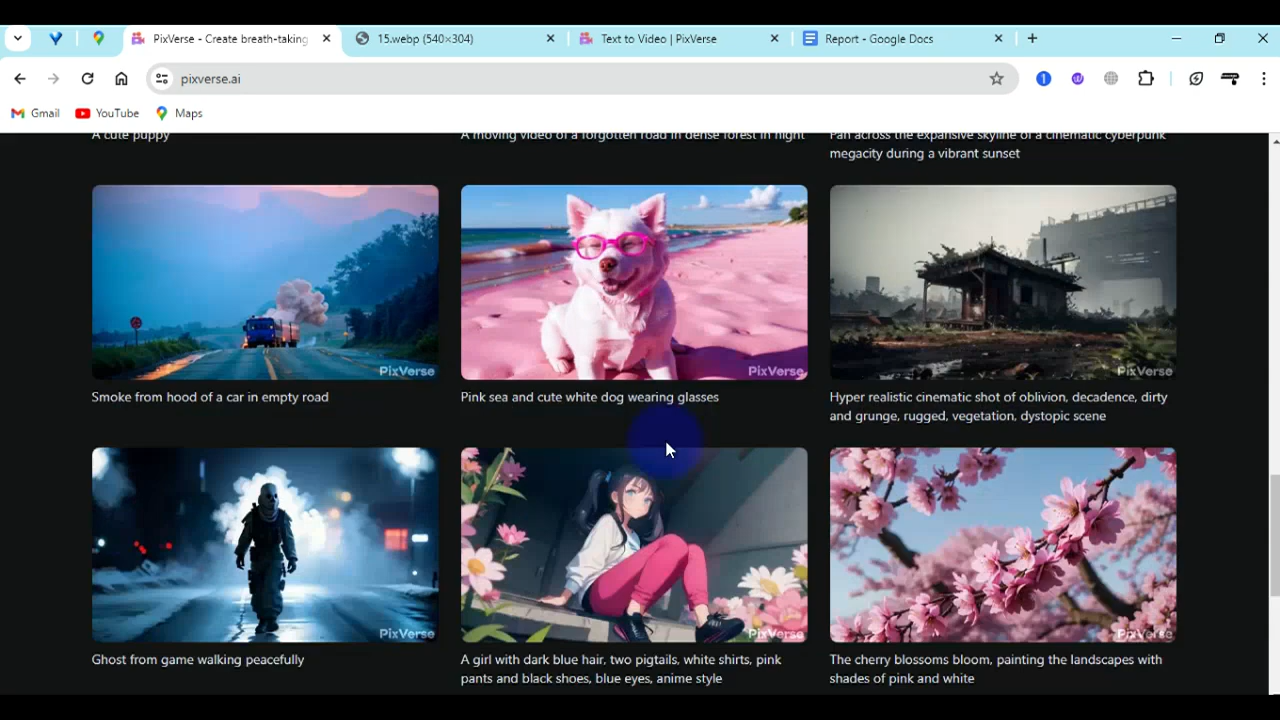 PixVerse - Create breath-taking
15.webp (540×304)
Text to Video | PixVerse
Report - Google Docs
pixverse.ai
1
Gmail
YouTube
Maps
A cute puppy
A moving video of a forgotten road in dense forest in night
Pan across the expansive skyline of a cinematic cyberpunk
megacity during a vibrant sunset
PixVerse
PixVerse
PixVerse
Smoke from hood of a car in empty road
Pink sea and cute white dog wearing glasses
Hyper realistic cinematic shot of oblivion, decadence, dirty
and grunge, rugged, vegetation, dystopic scene
PixVerse
PixVerse
PixVerse
Ghost from game walking peacefully
A girl with dark blue hair, two pigtails, white shirts, pink
pants and black shoes, blue eyes, anime style
The cherry blossoms bloom, painting the landscapes with
shades of pink and white